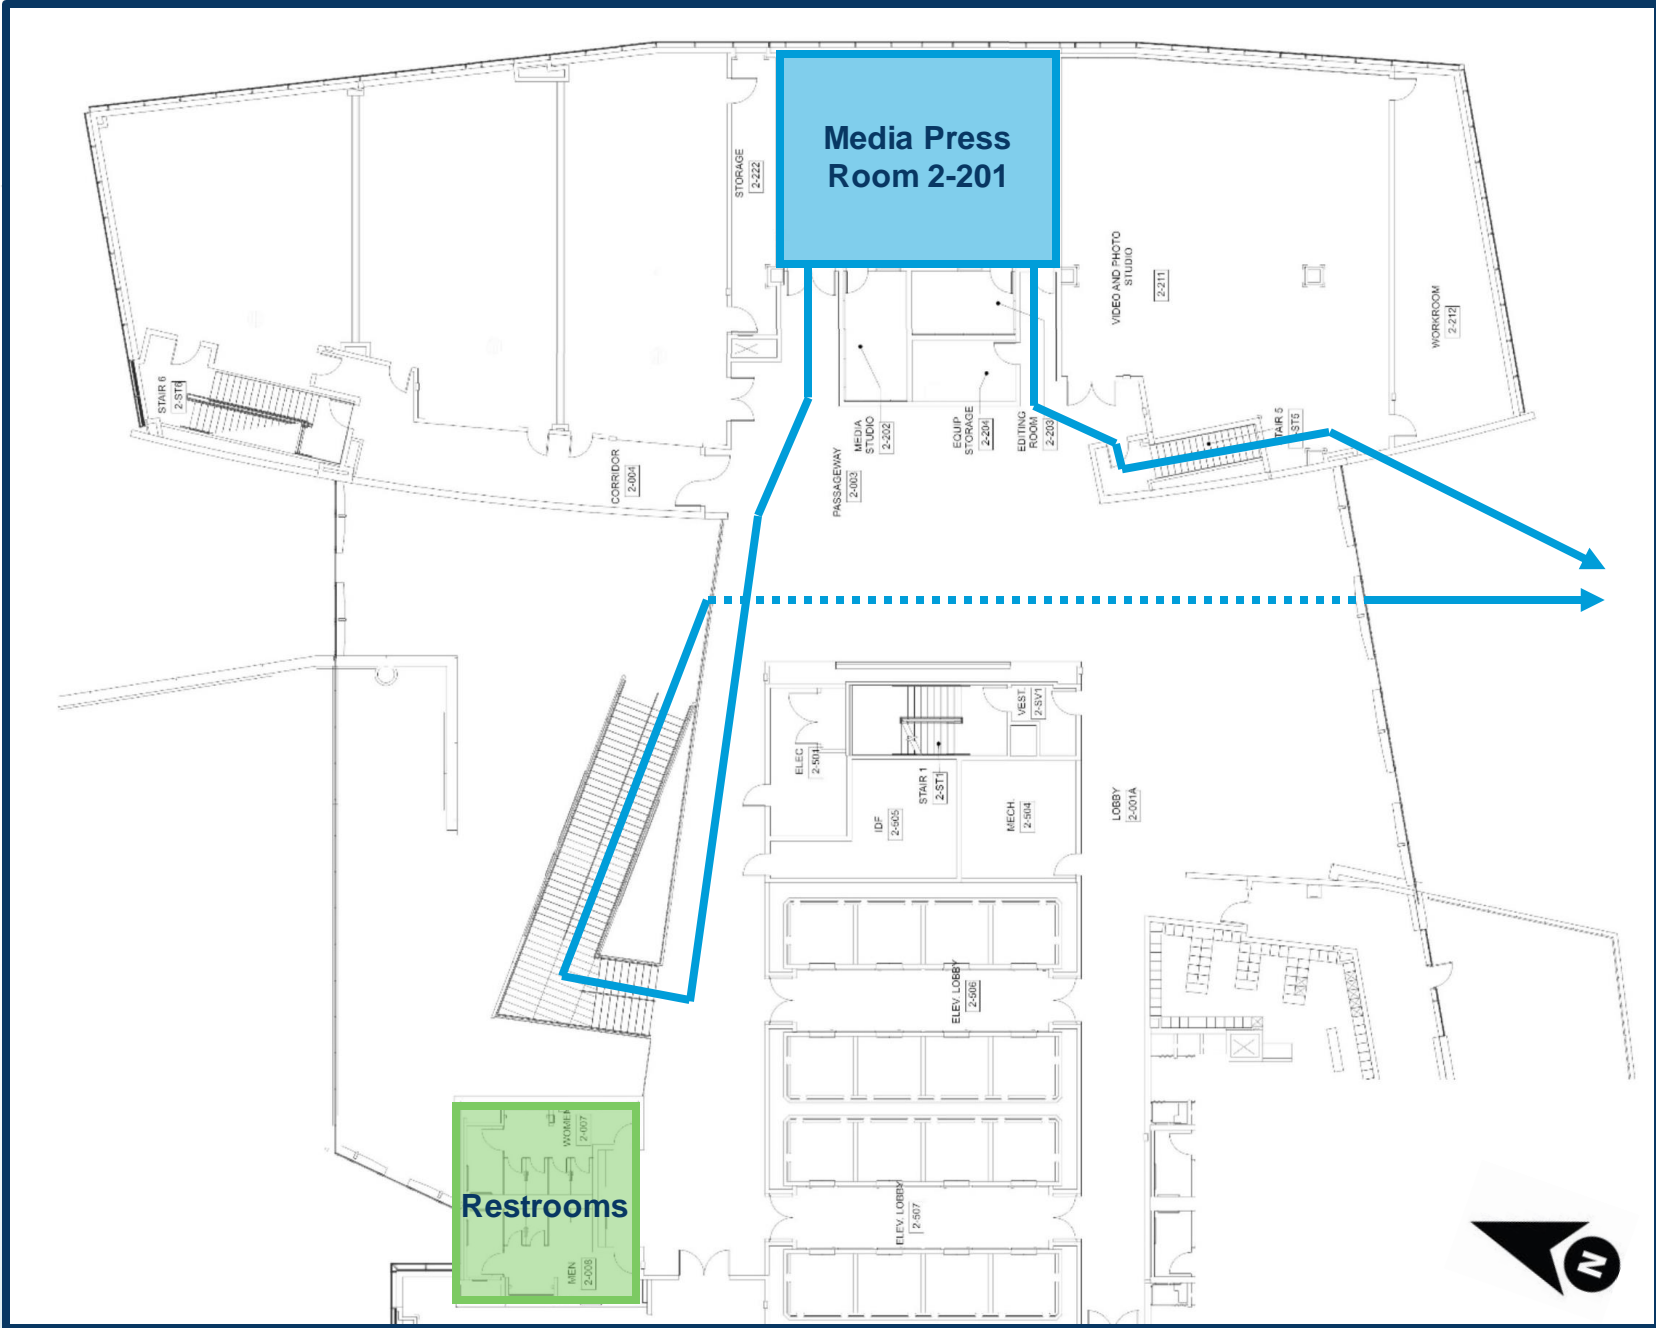 Media Press
Room 2-201
STORAGE
2-222
VIDEO AND PHOTO
STUDIO
2-211
WORKROOM
2-212
STAIR 6
2-ST6
CORRIDOR
2-004
PASSAGEWAY
2-003
MEDIA
STUDIO
2-202
EQUIP
STORAGE
2-204
EDITING
ROOM
2-203
TAIR 5
-ST5
ELEC
2-501
STAIR 1
2-ST1
VEST.
2-SV1
IDF
2-505
MECH.
2-504
LOBBY
2-001A
ELEV. LOBBY
2-506
WOMEN
2-007
Restrooms
MEN
2-008
ELEV. LOBBY
2-507
N